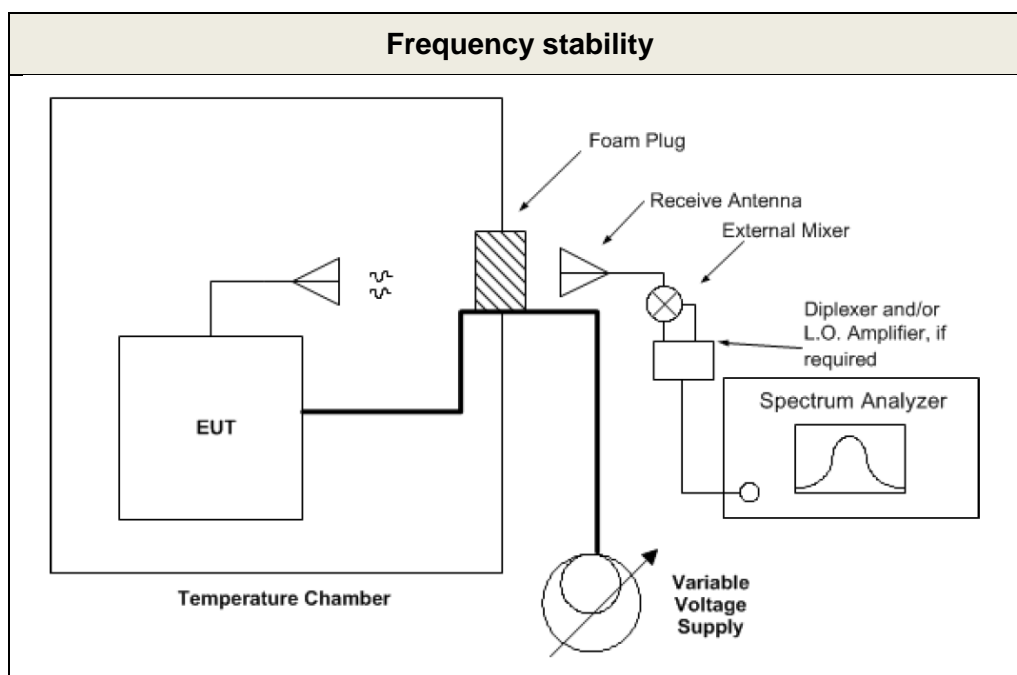 Frequency stability
Foam Plug
Receive Antenna
External Mixer
Diplexer and/or
L.O. Amplifier, if
required
Spectrum Analyzer
EUT
Temperature Chamber
Variable
Voltage
Supply